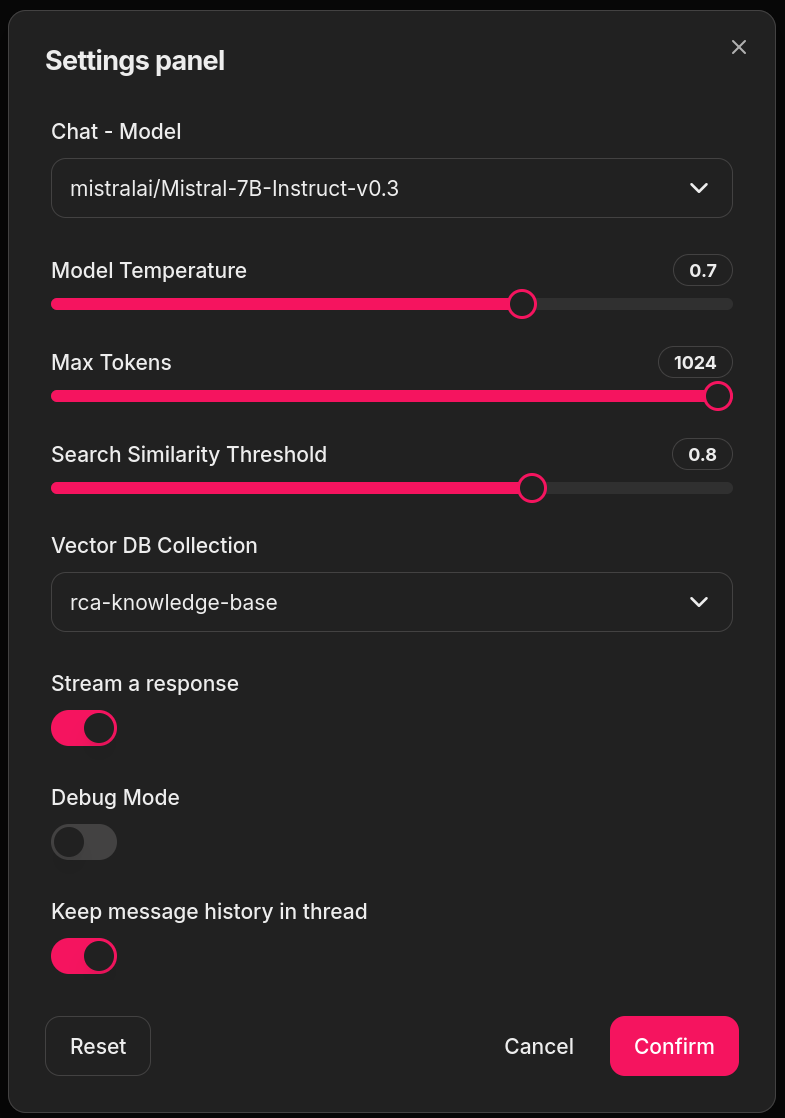 Settings panel
Chat - Model
mistralai/Mistral-7B-Instruct-v0.3
Model Temperature 0.7
Max Tokens 1024
Search Similarity Threshold 0.8
Vector DB Collection
rca-knowledge-base
Stream a response
Debug Mode
Keep message history in thread
Reset Cancel Confirm